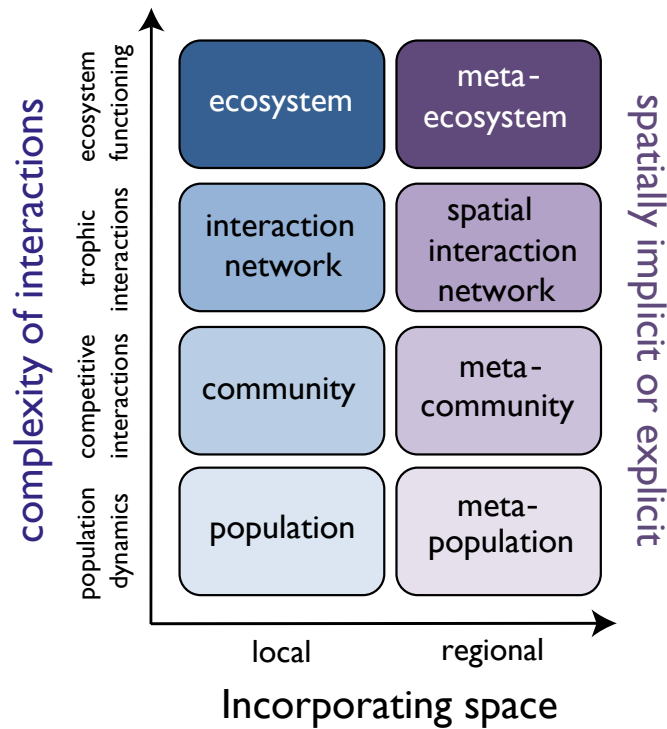 complexity of interactions
ecosystem
functioning
trophic
interactions
competitive
interactions
population
dynamics
ecosystem
meta-
ecosystem
interaction
network
spatial
interaction
network
community
meta-
community
population
meta-
population
spatially implicit or explicit
local
regional
Incorporating space